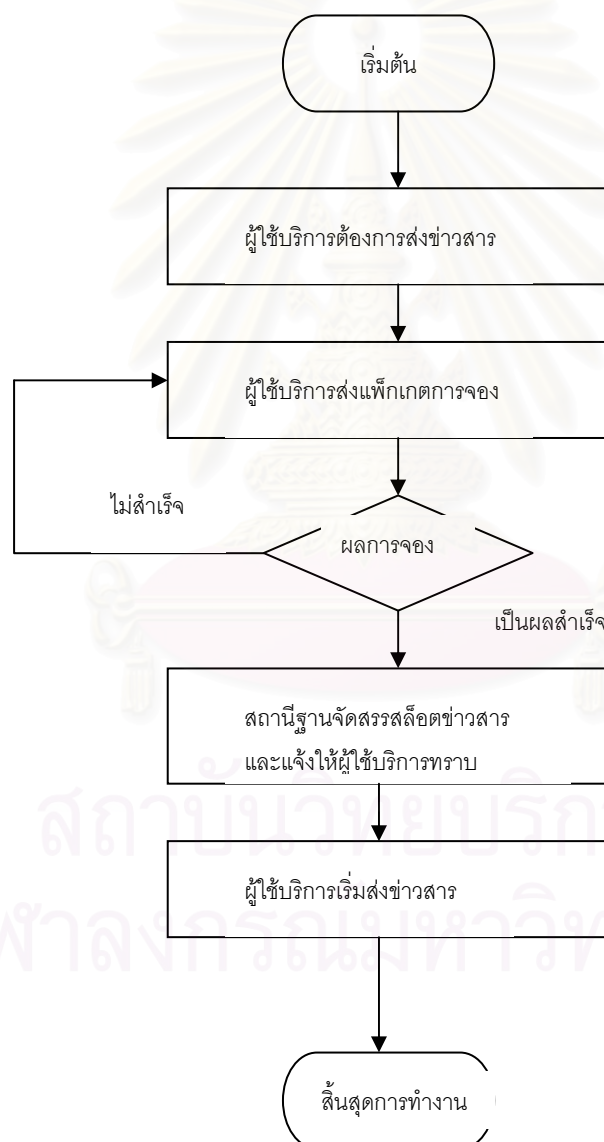 เริ่มต้น
ผู้ใช้บริการต้องการส่งข่าวสาร
ผู้ใช้บริการส่งแพ็กเกตการจอง
ไม่สำเร็จ
ผลการจอง
เป็นผลสำเร็จ
สถานีฐานจัดสรรสล็อตข่าวสาร
และแจ้งให้ผู้ใช้บริการทราบ
ผู้ใช้บริการเริ่มส่งข่าวสาร
สิ้นสุดการทำงาน